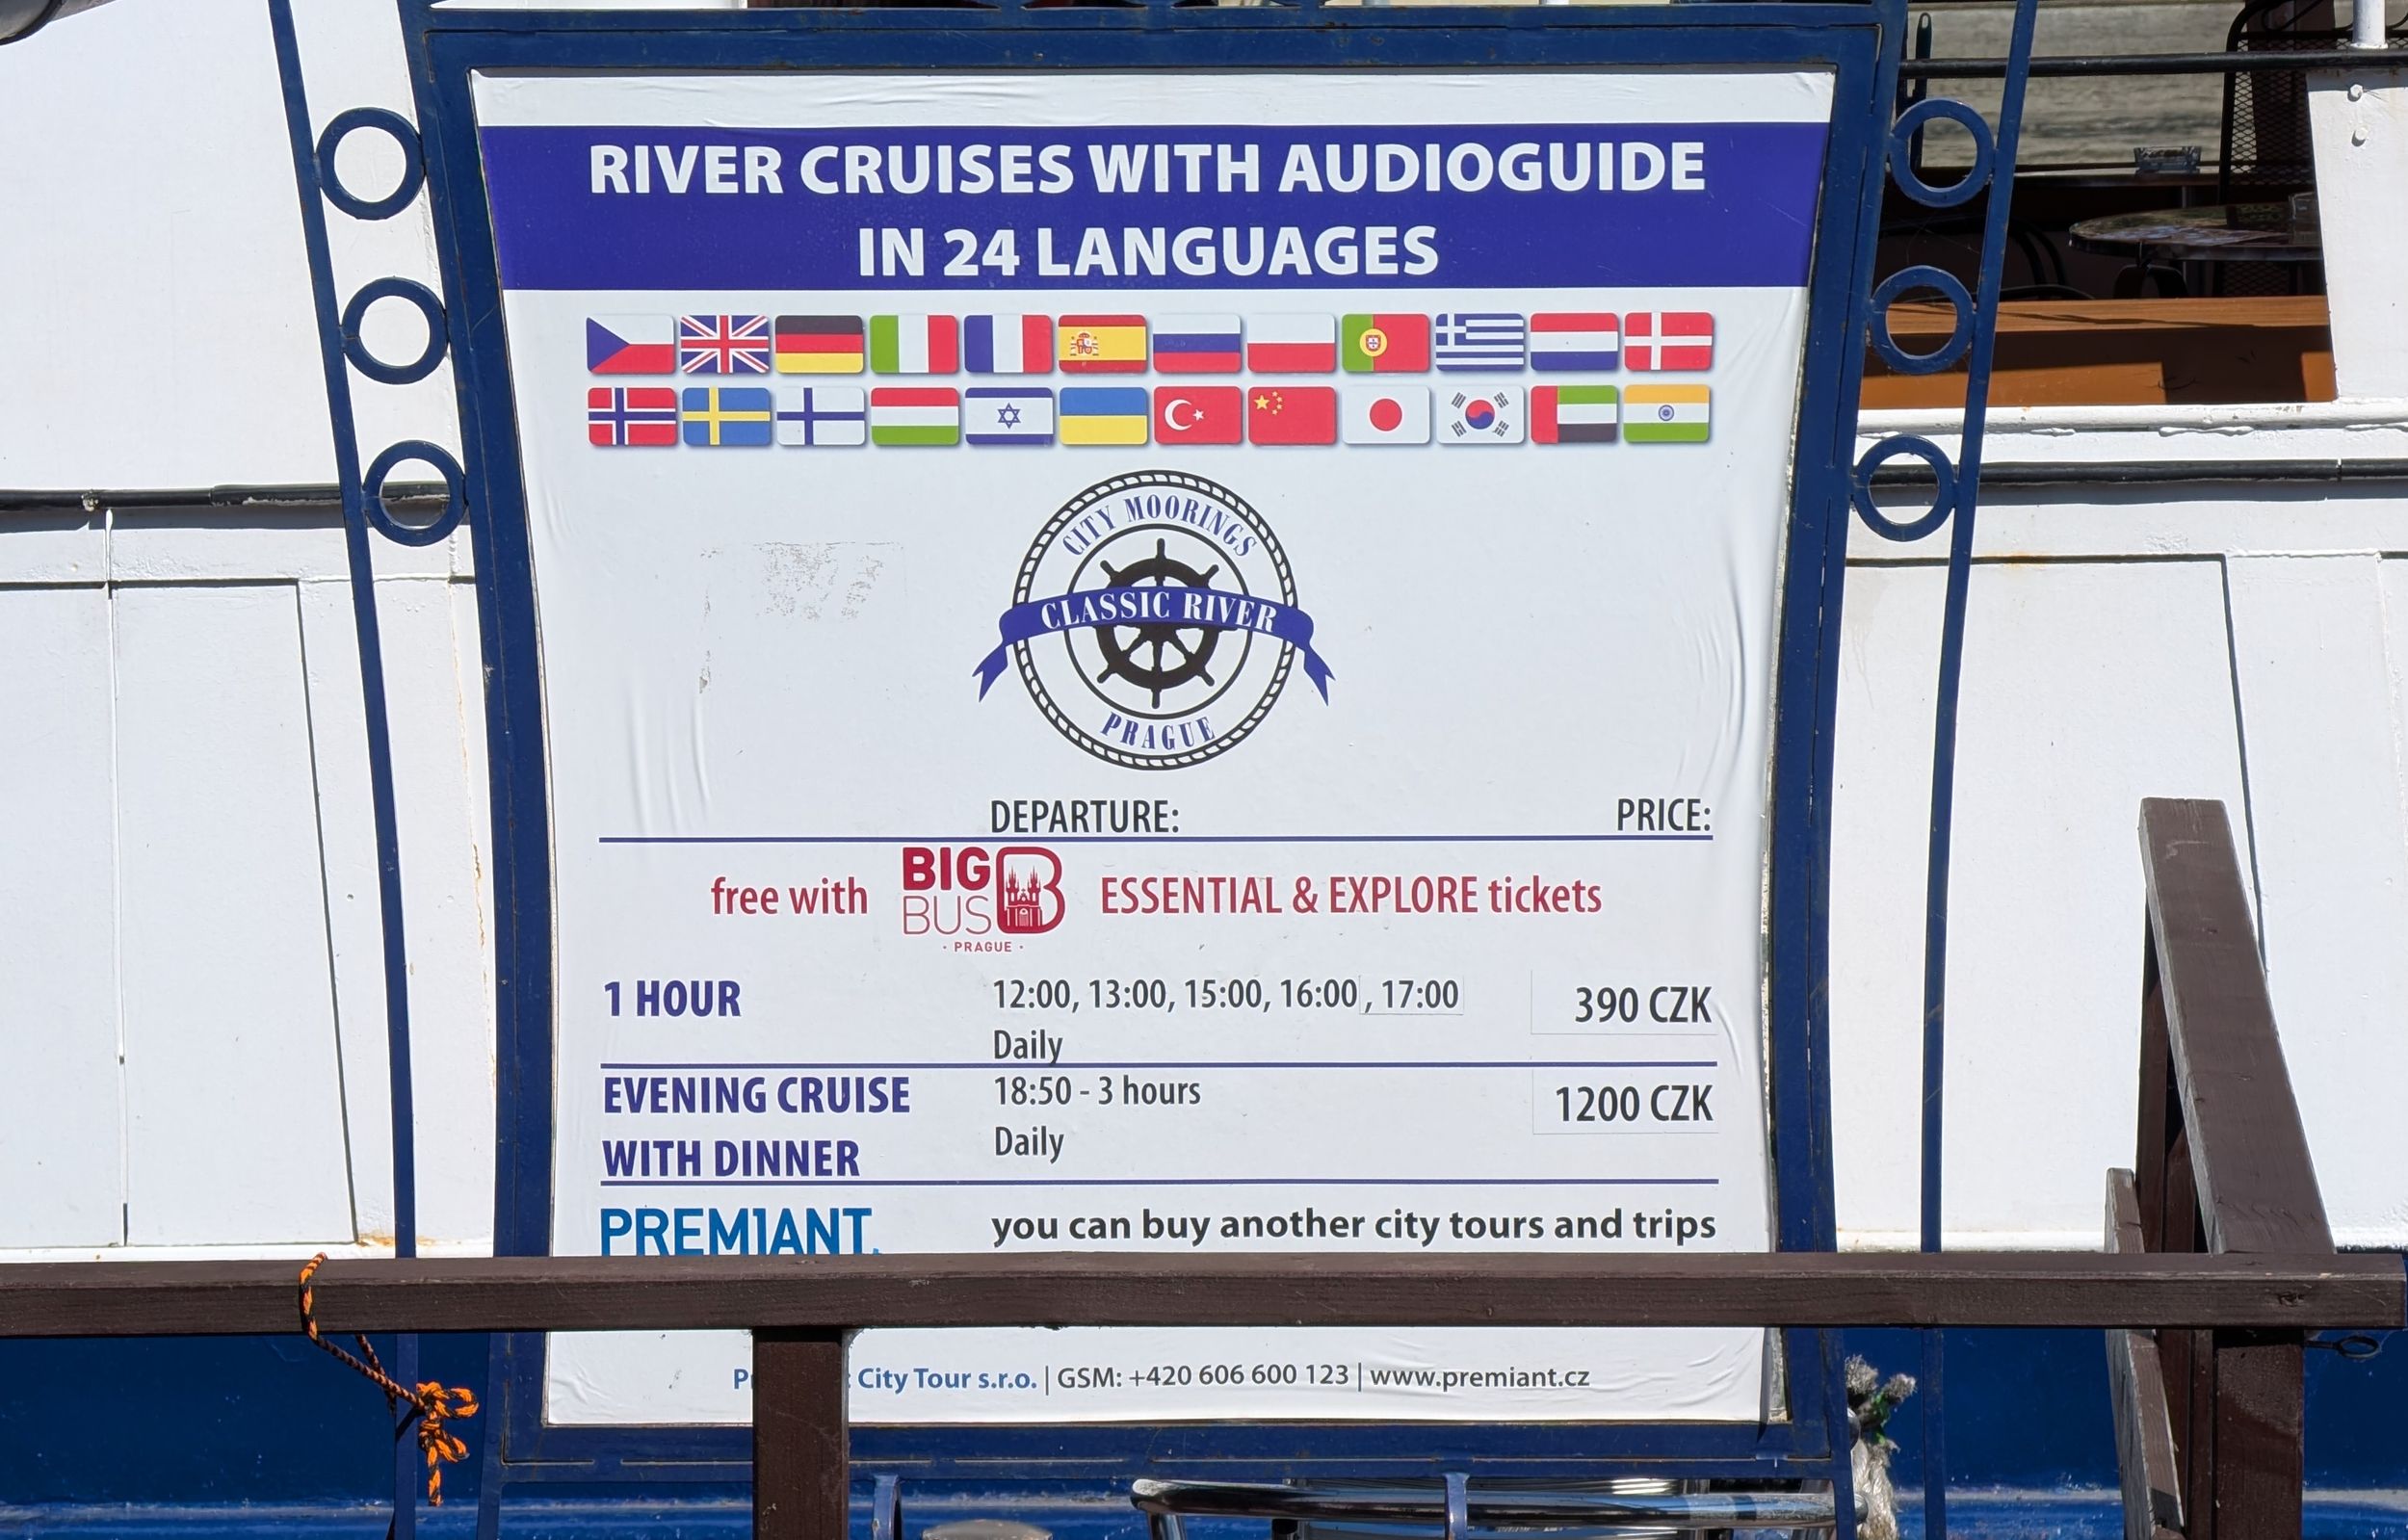 RIVER CRUISES WITH AUDIOGUIDE
IN 24 LANGUAGES
CITY MOORINGS
CLASSIC RIVER
PRAGUE
DEPARTURE: PRICE:
free with BIG BUS B · PRAGUE · ESSENTIAL & EXPLORE tickets
1 HOUR 12:00, 13:00, 15:00, 16:00, 17:00 390 CZK
Daily
EVENING CRUISE 18:50 - 3 hours 1200 CZK
WITH DINNER Daily
PREMIANT you can buy another city tours and trips
City Tour s.r.o. | GSM: +420 606 600 123 | www.premiant.cz